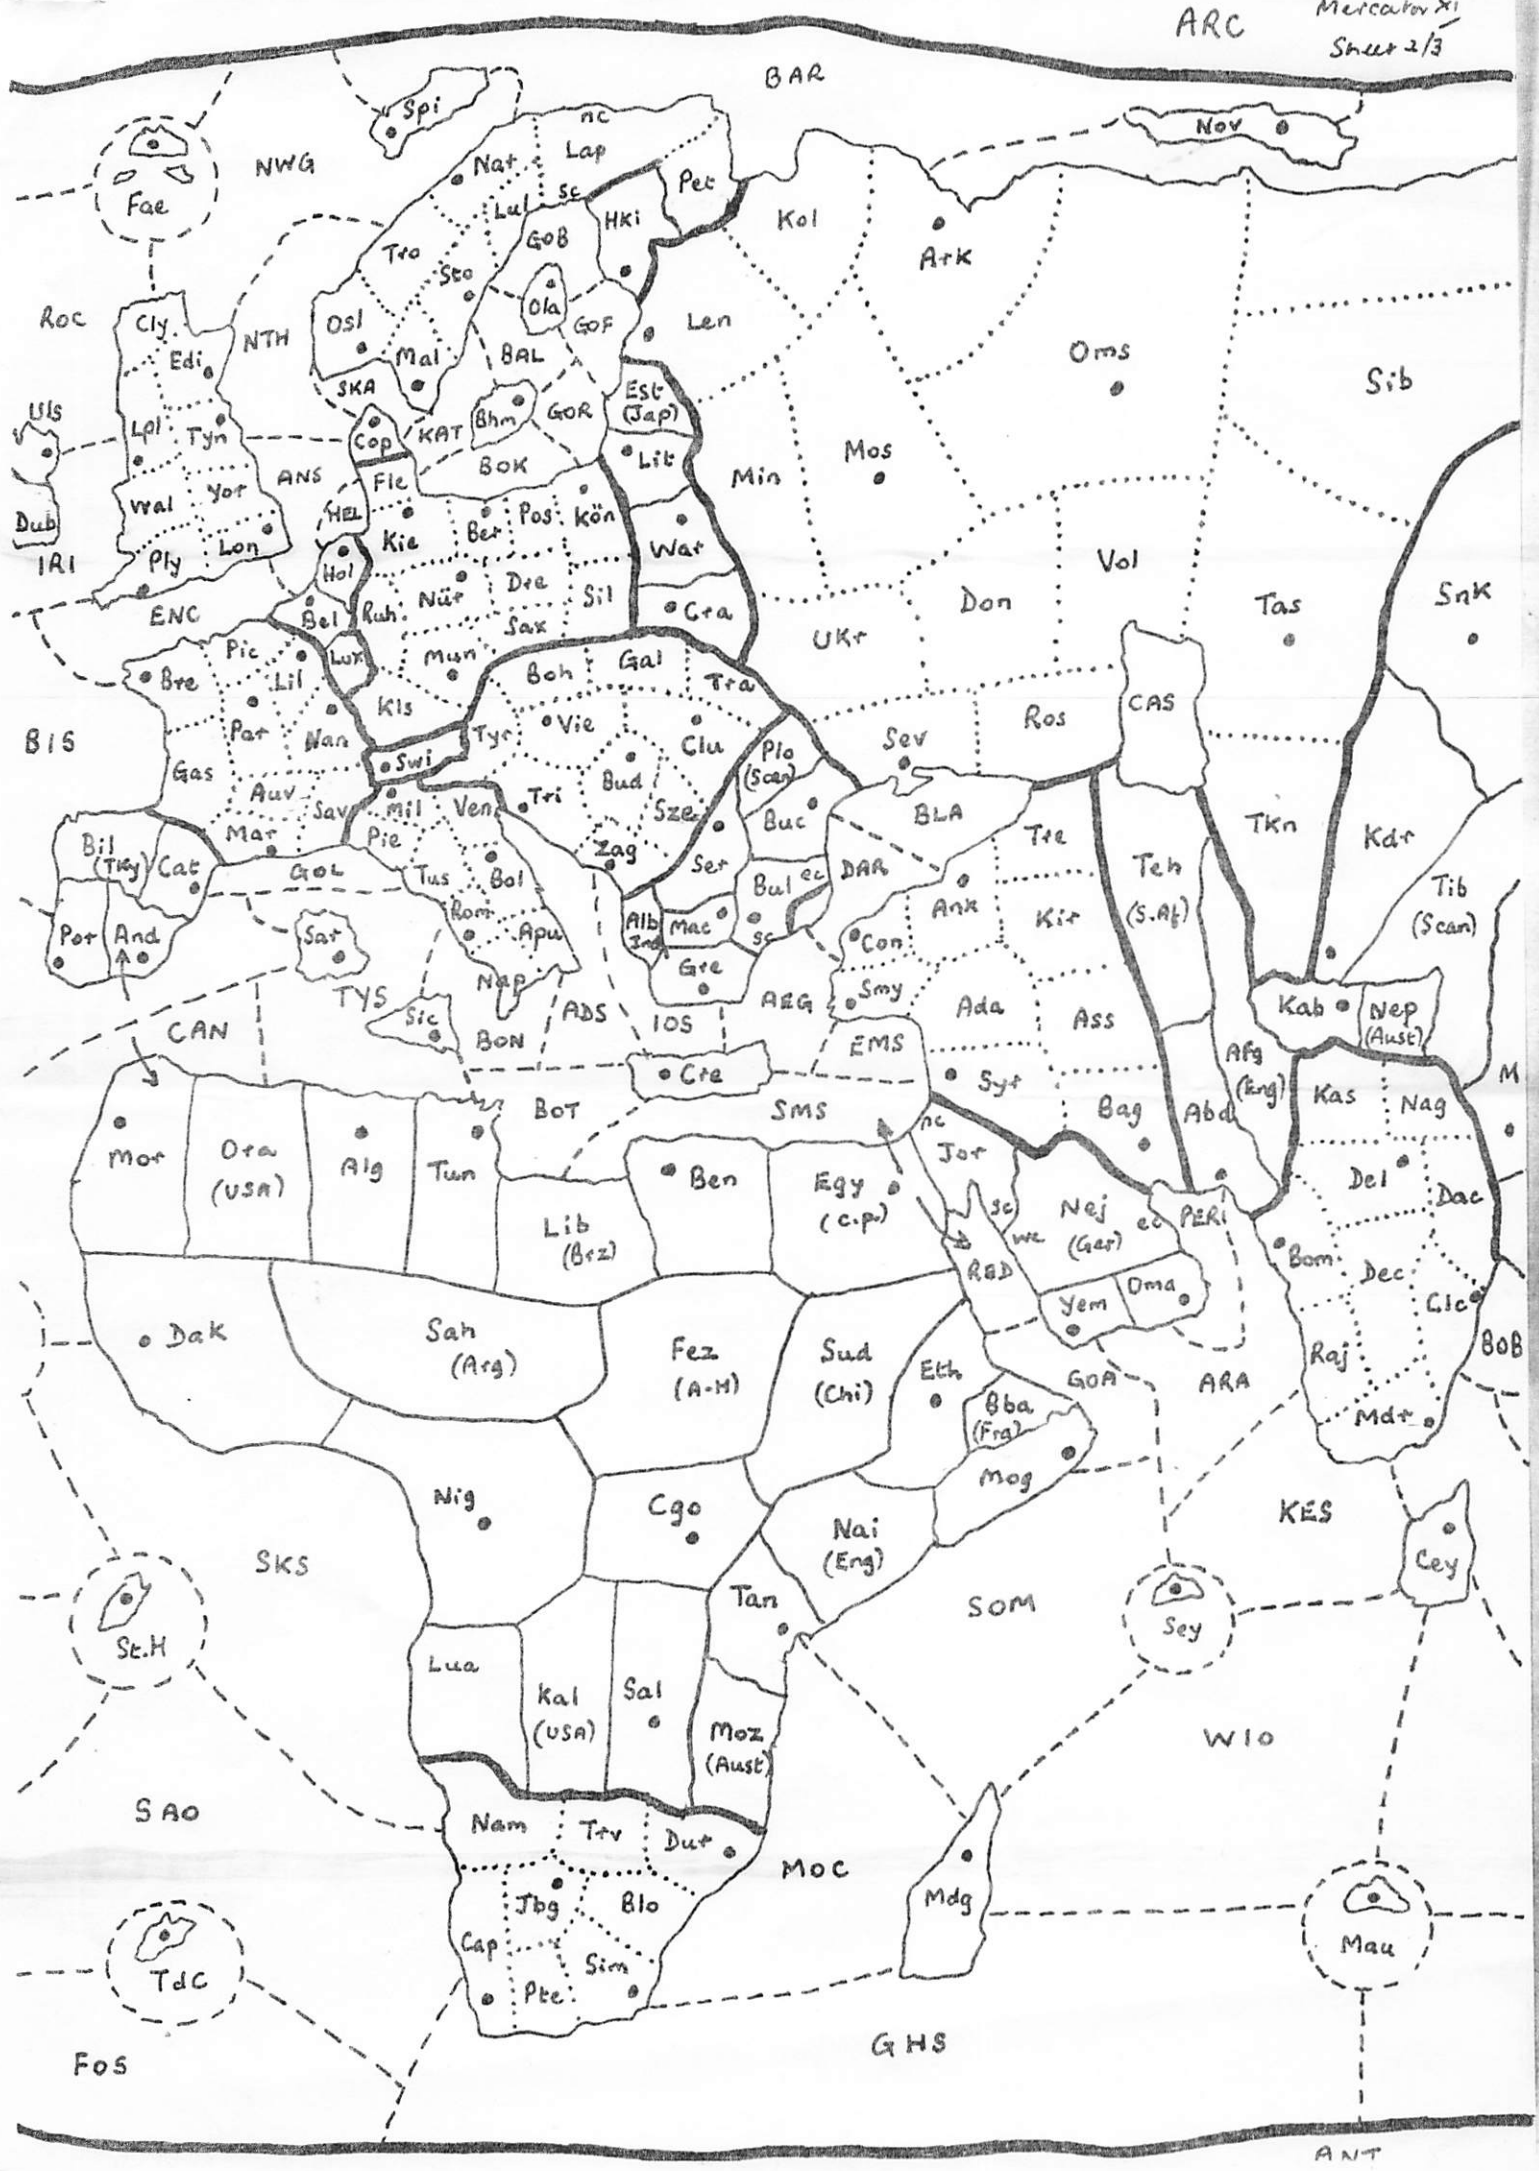 ARC
Mercator XI
Sheet 2/3
BAR
Spi
nc
Nov
NWG
Nar
Lap
Fae
sc
Pet
Lul
HKi
Kol
GOB
Ark
Tro
Sto
Ola
Roc
Cly
Osl
GOF
Len
NTH
Edi
Mal
BAL
Oms
Sib
SKA
Est
(Jap)
Uls
Bhm
GOR
Lpl
Tyn
Cop
KAT
Lit
Mos
Min
ANS
Fle
BOK
Wal
Yor
HEL
Ber
Pos
Kön
Dub
Kie
War
Lon
IRI
Ply
Hol
Vol
Nür
Dre
Sil
Don
Tas
SnK
ENC
Bel
Ruh
Cra
Sax
UKr
Pic
Lux
Mun
Boh
Gal
Bre
Lil
Tra
Kls
CAS
Par
Nan
Tyr
Vie
Clu
Sev
Ros
BIS
Gas
Swi
Plo
(Scan)
Bud
Auv
Sav
Mil
Ven
Tri
Sze
Buc
BLA
Tre
TKn
Kdr
Mar
Pie
Bil
(TKy)
Cat
GOL
Tus
Bol
Zag
Ser
Bul
ec
DAR
Teh
(S.Af)
Tib
(Scan)
Rom
Apu
Alb
Ind
Mac
sc
Ank
Kir
Por
And
Sar
Con
Nap
Gre
Smy
TYS
Sic
ADS
IOS
AEG
Ada
Ass
Kab
Nep
(Aust)
CAN
BON
EMS
Afg
(Eng)
Cre
Syr
M
BOT
SMS
Bag
Abd
Kas
Nag
nc
Jor
Mor
Ora
(USA)
Alg
Tun
Ben
Egy
(C.P.)
Del
Dac
sc
wc
Nej
(Ger)
ec
PERI
Lib
(Brz)
Bom
Dec
RED
Yem
Oma
Clc
Dak
Sah
(Arg)
Fez
(A-H)
Sud
(Chi)
Eth
GOA
ARA
Raj
BOB
Bba
(Fra)
Mdr
Mog
Nig
Cgo
Nai
(Eng)
KES
Cey
SKS
Tan
SOM
Sey
St.H
Lua
Kal
(USA)
Sal
Moz
(Aust)
WIO
SAO
Nam
Trv
Dur
MOC
Mdg
Jbg
Blo
Cap
Mau
TdC
Pte
Sim
GHS
FOS
ANT